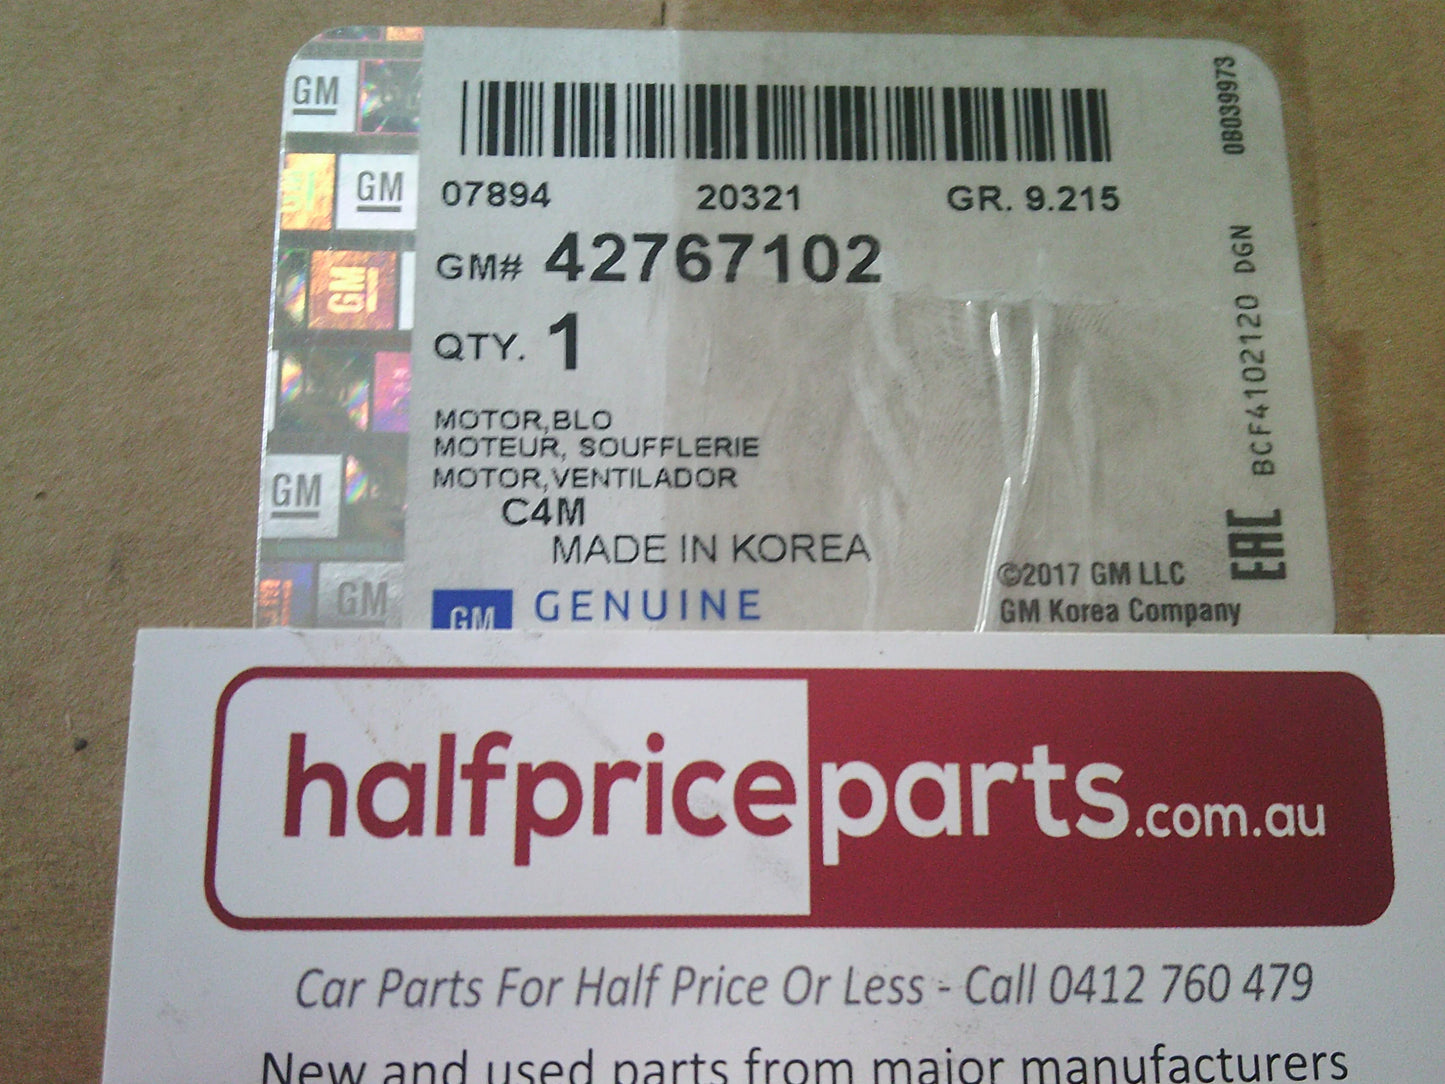 GM
GM
GM
GM
GM
07894 20321 GR. 9.215
GM# 42767102
QTY. 1
MOTOR,BLO
MOTEUR, SOUFFLERIE
MOTOR,VENTILADOR
C4M
MADE IN KOREA
GM GENUINE
©2017 GM LLC
GM Korea Company
08039973
BCF4102120 DGN
EAC
halfpriceparts.com.au
Car Parts For Half Price Or Less - Call 0412 760 479
New and used parts from major manufacturers